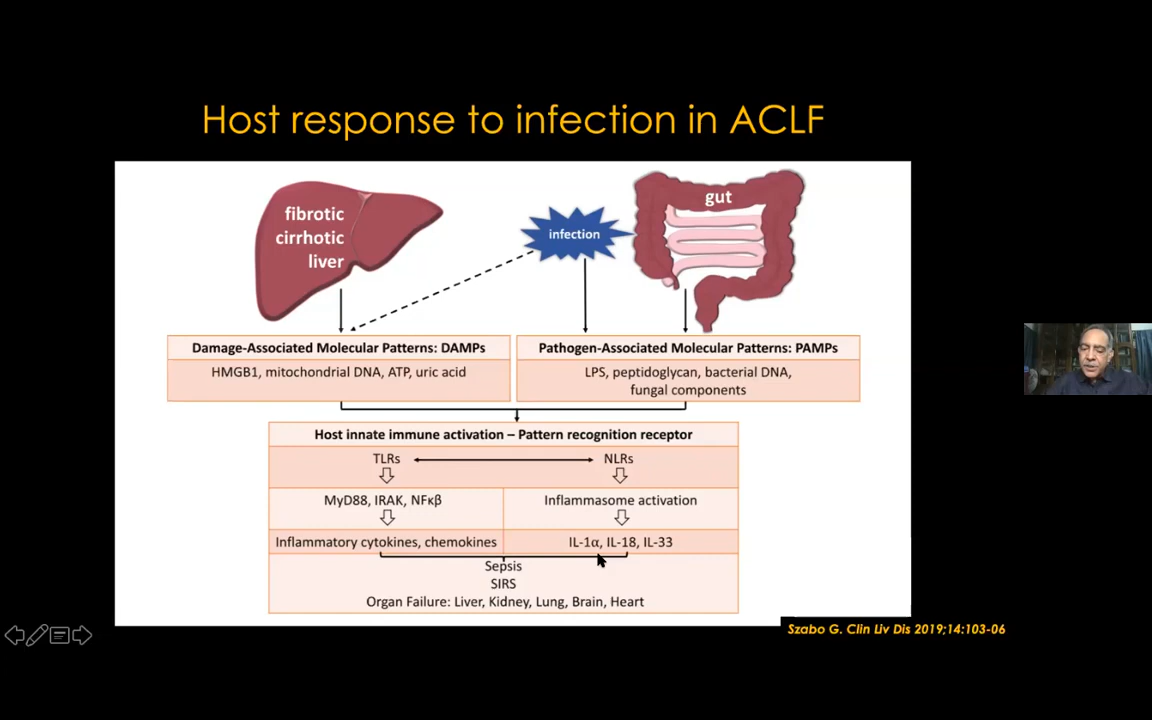 Host response to infection in ACLF
fibrotic
cirrhotic
liver
infection
gut
Damage-Associated Molecular Patterns: DAMPs
HMGB1, mitochondrial DNA, ATP, uric acid
Pathogen-Associated Molecular Patterns: PAMPs
LPS, peptidoglycan, bacterial DNA,
fungal components
Host innate immune activation – Pattern recognition receptor
TLRs
NLRs
MyD88, IRAK, NFκβ
Inflammasome activation
Inflammatory cytokines, chemokines
IL-1α, IL-18, IL-33
Sepsis
SIRS
Organ Failure: Liver, Kidney, Lung, Brain, Heart
Szabo G. Clin Liv Dis 2019;14:103-06